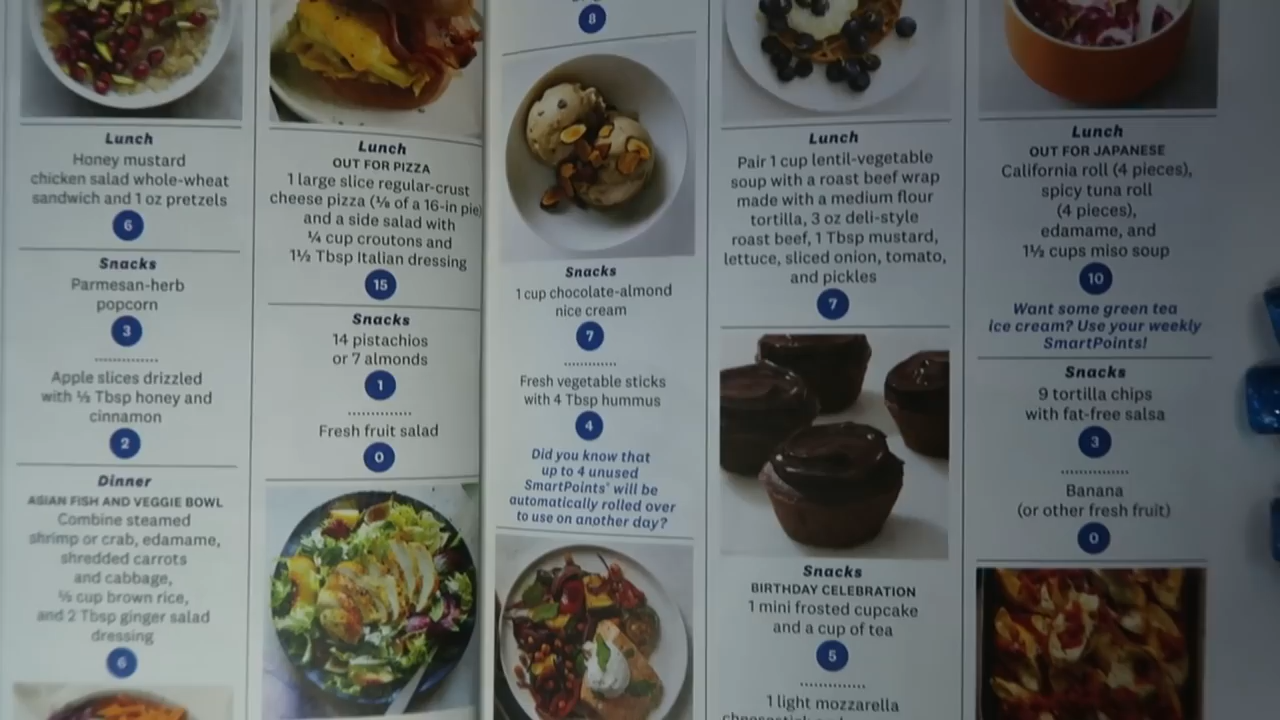 Lunch
Honey mustard
chicken salad whole-wheat
sandwich and 1 oz pretzels
6
Snacks
Parmesan-herb
popcorn
3
Apple slices drizzled
with ½ Tbsp honey and
cinnamon
2
Dinner
ASIAN FISH AND VEGGIE BOWL
Combine steamed
shrimp or crab, edamame,
shredded carrots
and cabbage,
½ cup brown rice,
and 2 Tbsp ginger salad
dressing
6
Lunch
OUT FOR PIZZA
1 large slice regular-crust
cheese pizza (⅛ of a 16-in pie)
and a side salad with
¼ cup croutons and
1½ Tbsp Italian dressing
15
Snacks
14 pistachios
or 7 almonds
1
Fresh fruit salad
0
8
Snacks
1 cup chocolate-almond
nice cream
7
Fresh vegetable sticks
with 4 Tbsp hummus
4
Did you know that
up to 4 unused
SmartPoints® will be
automatically rolled over
to use on another day?
Lunch
Pair 1 cup lentil-vegetable
soup with a roast beef wrap
made with a medium flour
tortilla, 3 oz deli-style
roast beef, 1 Tbsp mustard,
lettuce, sliced onion, tomato,
and pickles
7
Snacks
BIRTHDAY CELEBRATION
1 mini frosted cupcake
and a cup of tea
5
1 light mozzarella
Lunch
OUT FOR JAPANESE
California roll (4 pieces),
spicy tuna roll
(4 pieces),
edamame, and
1½ cups miso soup
10
Want some green tea
ice cream? Use your weekly
SmartPoints!
Snacks
9 tortilla chips
with fat-free salsa
3
Banana
(or other fresh fruit)
0